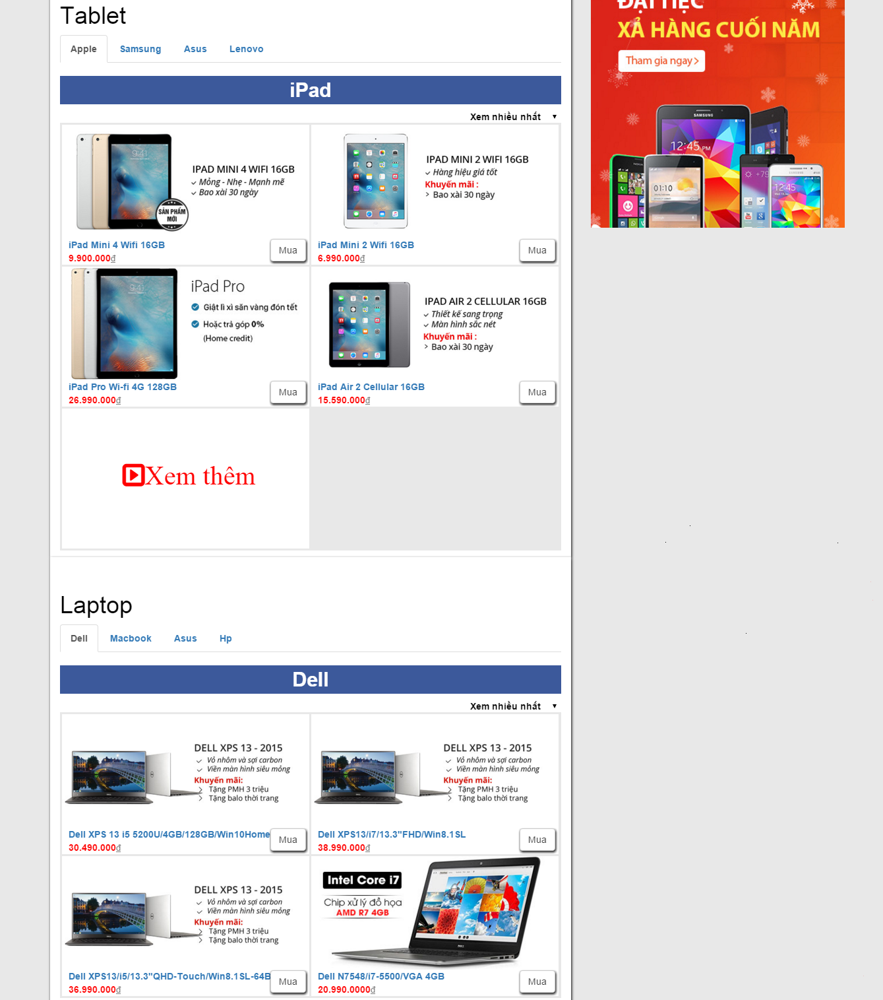 Tablet
Apple Samsung Asus Lenovo
iPad
Xem nhiều nhất
IPAD MINI 4 WIFI 16GB
Mỏng - Nhẹ - Mạnh mẽ
Bao xài 30 ngày
SẢN PHẨM
MỚI
iPad Mini 4 Wifi 16GB
9.900.000đ
Mua
IPAD MINI 2 WIFI 16GB
Hàng hiệu giá tốt
Khuyến mãi :
> Bao xài 30 ngày
iPad Mini 2 Wifi 16GB
6.990.000đ
Mua
iPad Pro
Giật lì xì săn vàng đón tết
Hoặc trả góp 0%
(Home credit)
iPad Pro Wi-fi 4G 128GB
26.990.000đ
Mua
IPAD AIR 2 CELLULAR 16GB
Thiết kế sang trọng
Màn hình sắc nét
Khuyến mãi :
> Bao xài 30 ngày
iPad Air 2 Cellular 16GB
15.590.000đ
Mua
Xem thêm
Laptop
Dell Macbook Asus Hp
Dell
Xem nhiều nhất
DELL XPS 13 - 2015
Vỏ nhôm và sợi carbon
Viền màn hình siêu mỏng
Khuyến mãi:
> Tặng PMH 3 triệu
> Tặng balo thời trang
Dell XPS 13 i5 5200U/4GB/128GB/Win10Home
30.490.000đ
Mua
DELL XPS 13 - 2015
Vỏ nhôm và sợi carbon
Viền màn hình siêu mỏng
Khuyến mãi:
> Tặng PMH 3 triệu
> Tặng balo thời trang
Dell XPS13/i7/13.3"FHD/Win8.1SL
38.990.000đ
Mua
DELL XPS 13 - 2015
Vỏ nhôm và sợi carbon
Viền màn hình siêu mỏng
Khuyến mãi:
> Tặng PMH 3 triệu
> Tặng balo thời trang
Dell XPS13/i5/13.3"QHD-Touch/Win8.1SL-64B
36.990.000đ
Mua
Intel Core i7
Chip xử lý đồ họa
AMD R7 4GB
Dell N7548/i7-5500/VGA 4GB
20.990.0000đ
Mua
ĐẠI TIỆC
XẢ HÀNG CUỐI NĂM
Tham gia ngay >
SAMSUNG
12:45 PM
01:10
+79
SAMSUNG
12:45